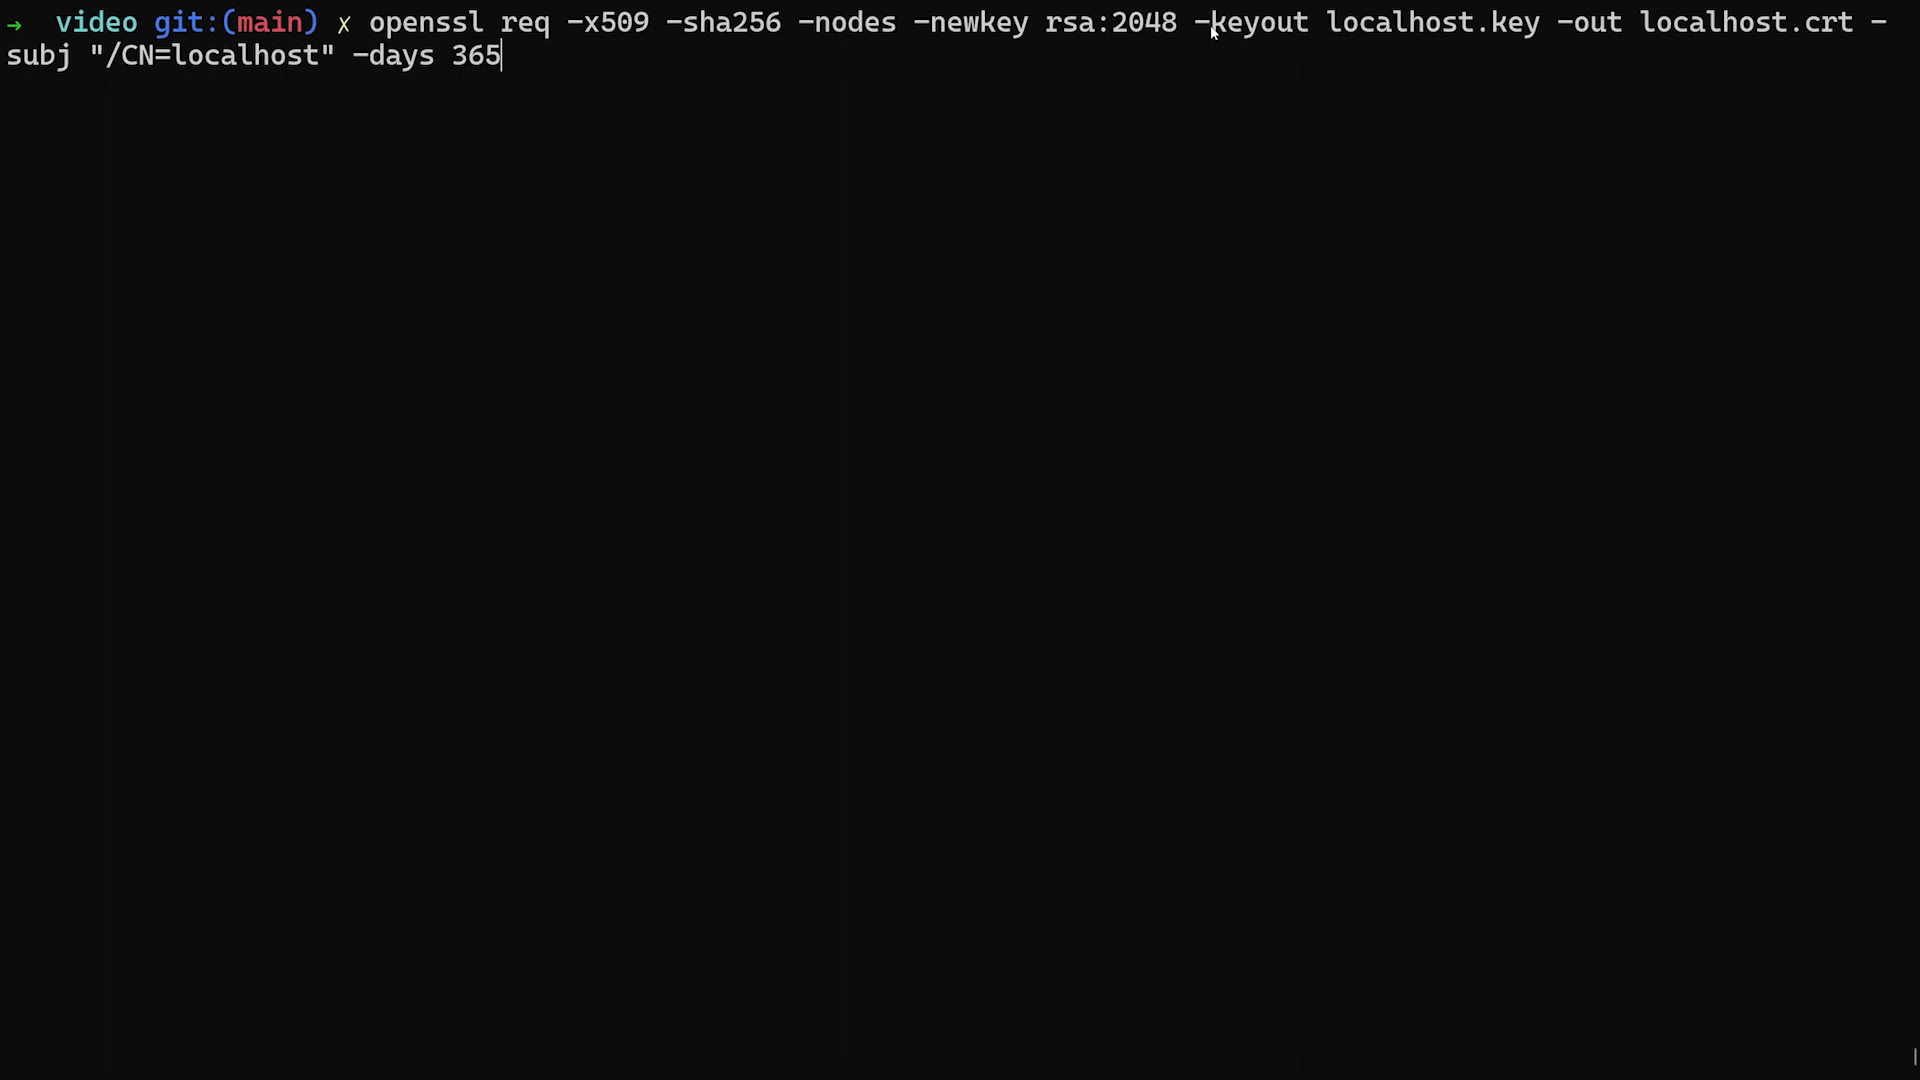 → video git:(main) ✗ openssl req -x509 -sha256 -nodes -newkey rsa:2048 -keyout localhost.key -out localhost.crt -
subj "/CN=localhost" -days 365